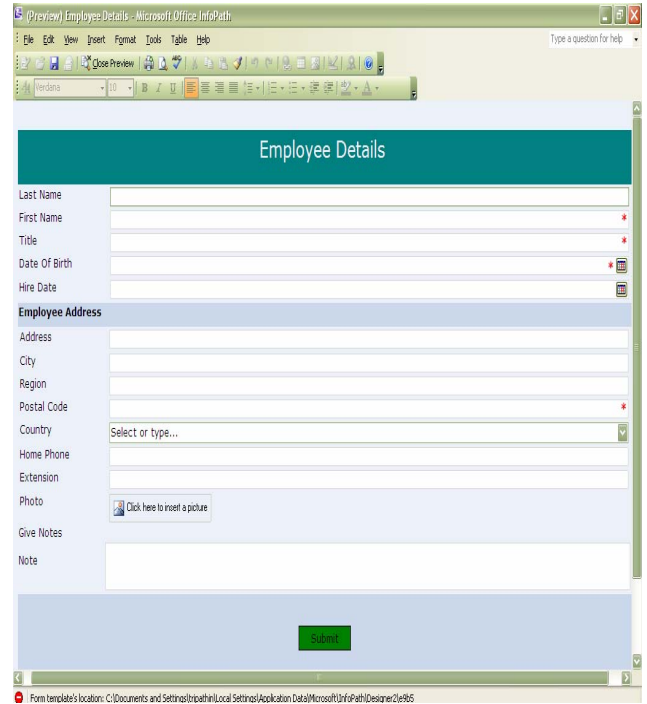 (Preview) Employee Details - Microsoft Office InfoPath
File Edit View Insert Format Tools Table Help Type a question for help
Close Preview
Verdana 10 B I U
Employee Details
Last Name
First Name *
Title *
Date Of Birth *
Hire Date
Employee Address
Address
City
Region
Postal Code *
Country Select or type...
Home Phone
Extension
Photo Click here to insert a picture
Give Notes
Note
Submit
Form template's location: C:\Documents and Settings\tripathin\Local Settings\Application Data\Microsoft\InfoPath\Designer2\e9b5